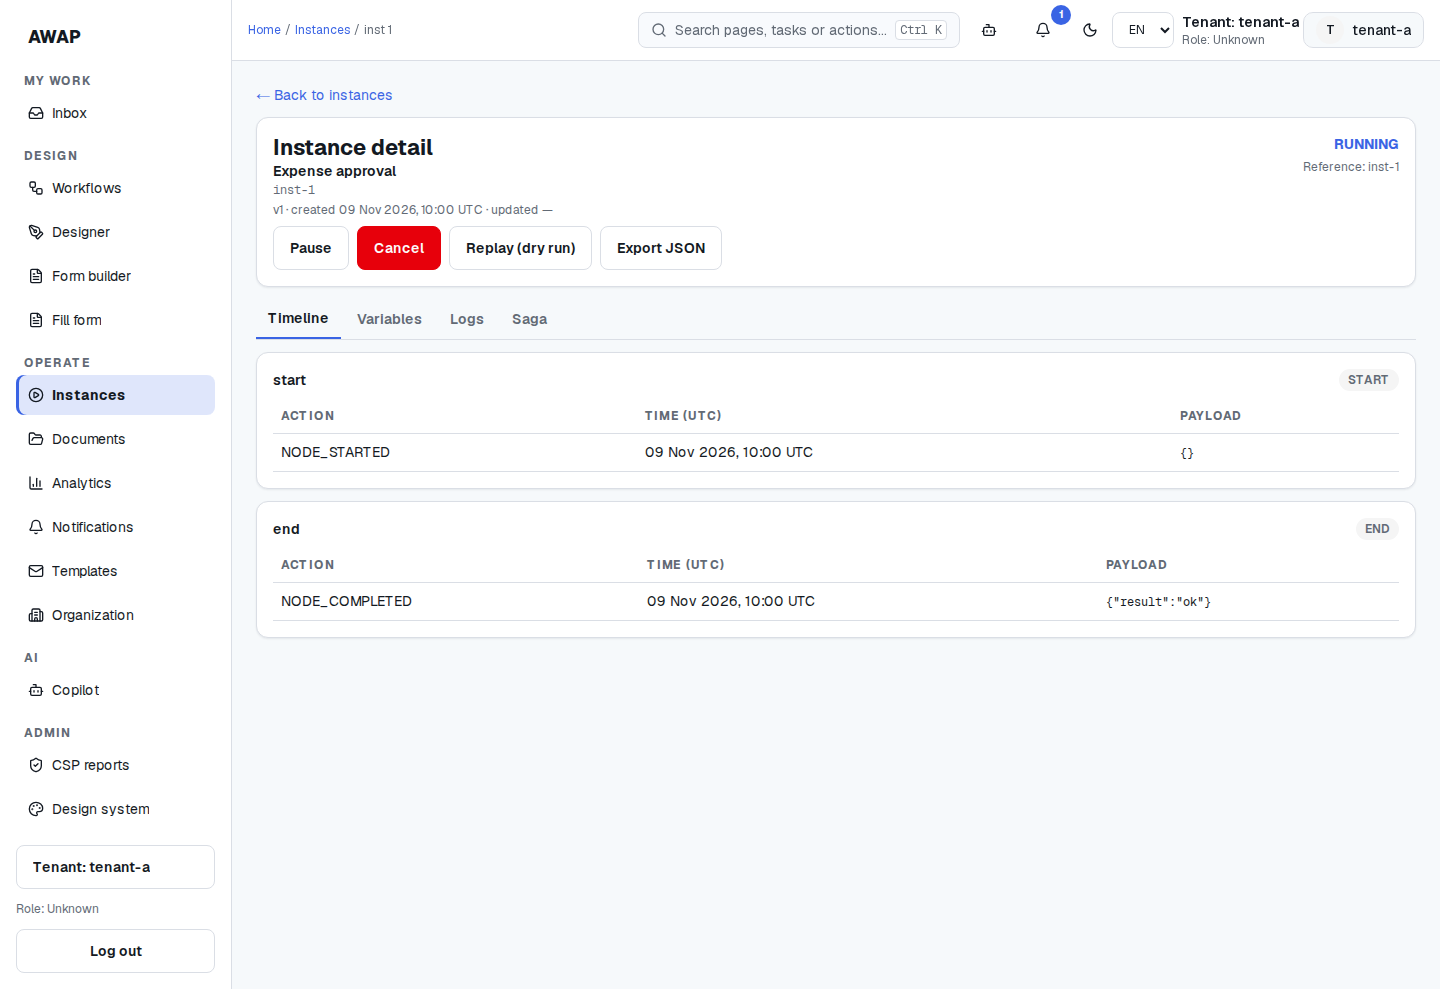 AWAP
MY WORK
Inbox
DESIGN
Workflows
Designer
Form builder
Fill form
OPERATE
Instances
Documents
Analytics
Notifications
Templates
Organization
AI
Copilot
ADMIN
CSP reports
Design system
Tenant: tenant-a
Role: Unknown
Log out
Home / Instances / inst 1
Search pages, tasks or actions... Ctrl K
1
EN
Tenant: tenant-a
Role: Unknown
T tenant-a
← Back to instances
Instance detail
RUNNING
Expense approval
Reference: inst-1
inst-1
v1 · created 09 Nov 2026, 10:00 UTC · updated —
Pause Cancel Replay (dry run) Export JSON
Timeline Variables Logs Saga
start START
ACTION TIME (UTC) PAYLOAD
NODE_STARTED 09 Nov 2026, 10:00 UTC {}
end END
ACTION TIME (UTC) PAYLOAD
NODE_COMPLETED 09 Nov 2026, 10:00 UTC {"result":"ok"}